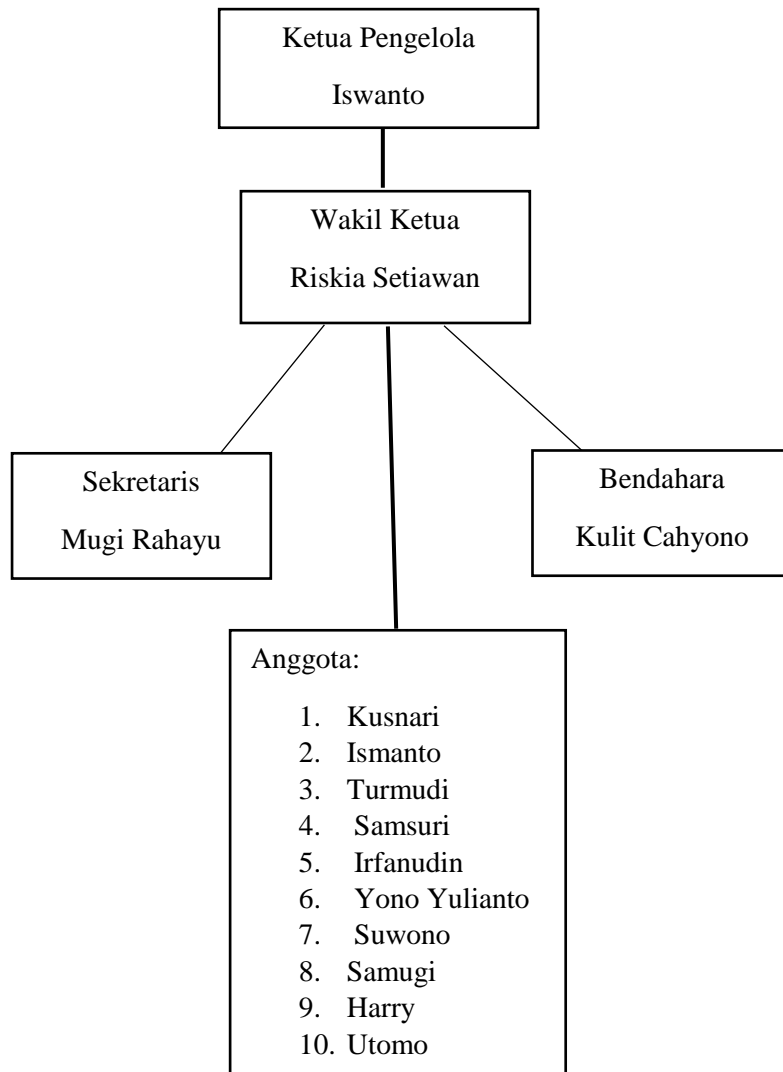 Ketua Pengelola
Iswanto
Wakil Ketua
Riskia Setiawan
Sekretaris
Mugi Rahayu
Bendahara
Kulit Cahyono
Anggota:
1. Kusnari
2. Ismanto
3. Turmudi
4. Samsuri
5. Irfanudin
6. Yono Yulianto
7. Suwono
8. Samugi
9. Harry
10. Utomo